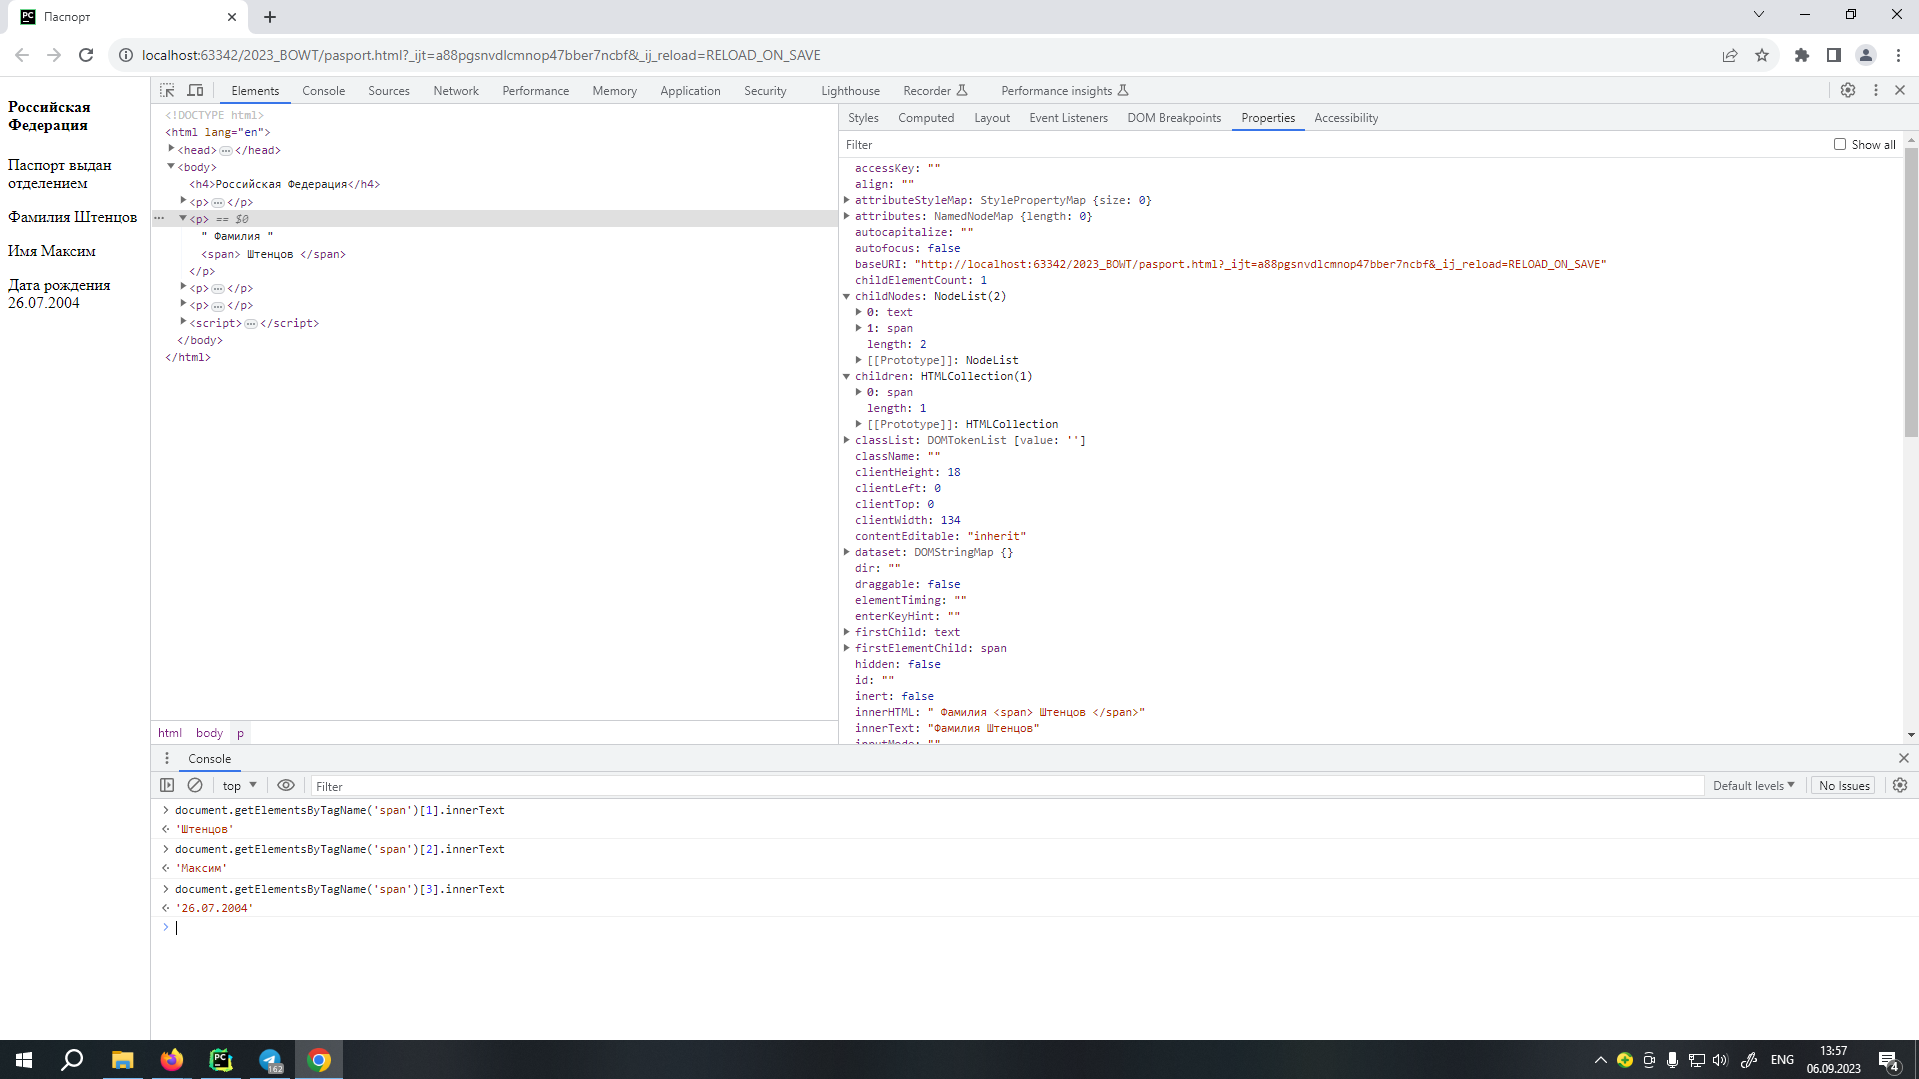 Паспорт
localhost:63342/2023_BOWT/pasport.html?_ijt=a88pgsnvdlcmnop47bber7ncbf&_ij_reload=RELOAD_ON_SAVE
Российская
Федерация
Паспорт выдан
отделением
Фамилия Штенцов
Имя Максим
Дата рождения
26.07.2004
Elements Console Sources Network Performance Memory Application Security Lighthouse Recorder Performance insights
<!DOCTYPE html>
<html lang="en">
<head> ••• </head>
<body>
<h4>Российская Федерация</h4>
<p> ••• </p>
••• <p> == $0
" Фамилия "
<span> Штенцов </span>
</p>
<p> ••• </p>
<p> ••• </p>
<script> ••• </script>
</body>
</html>
html body p
Styles Computed Layout Event Listeners DOM Breakpoints Properties Accessibility
Filter Show all
accessKey: ""
align: ""
attributeStyleMap: StylePropertyMap {size: 0}
attributes: NamedNodeMap {length: 0}
autocapitalize: ""
autofocus: false
baseURI: "http://localhost:63342/2023_BOWT/pasport.html?_ijt=a88pgsnvdlcmnop47bber7ncbf&_ij_reload=RELOAD_ON_SAVE"
childElementCount: 1
childNodes: NodeList(2)
0: text
1: span
length: 2
[[Prototype]]: NodeList
children: HTMLCollection(1)
0: span
length: 1
[[Prototype]]: HTMLCollection
classList: DOMTokenList [value: '']
className: ""
clientHeight: 18
clientLeft: 0
clientTop: 0
clientWidth: 134
contentEditable: "inherit"
dataset: DOMStringMap {}
dir: ""
draggable: false
elementTiming: ""
enterKeyHint: ""
firstChild: text
firstElementChild: span
hidden: false
id: ""
inert: false
innerHTML: " Фамилия <span> Штенцов </span>"
innerText: "Фамилия Штенцов"
inputMode: ""
Console
top Filter Default levels No Issues
document.getElementsByTagName('span')[1].innerText
'Штенцов'
document.getElementsByTagName('span')[2].innerText
'Максим'
document.getElementsByTagName('span')[3].innerText
'26.07.2004'
PC 162 ENG 13:57
06.09.2023 4